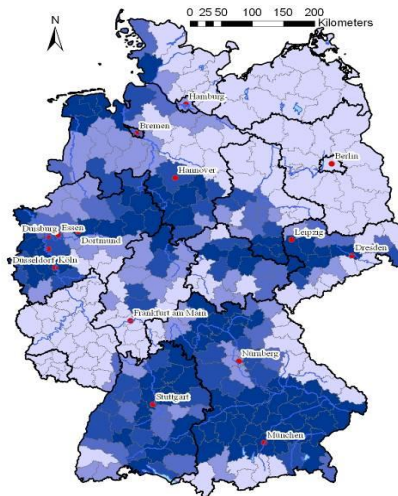 N
0 25 50 100 150 200
Kilometers
Hamburg
Bremen
Berlin
Hannover
Duisburg
Essen
Dortmund
Leipzig
Dresden
Düsseldorf
Köln
Frankfurt am Main
Nürnberg
Stuttgart
München